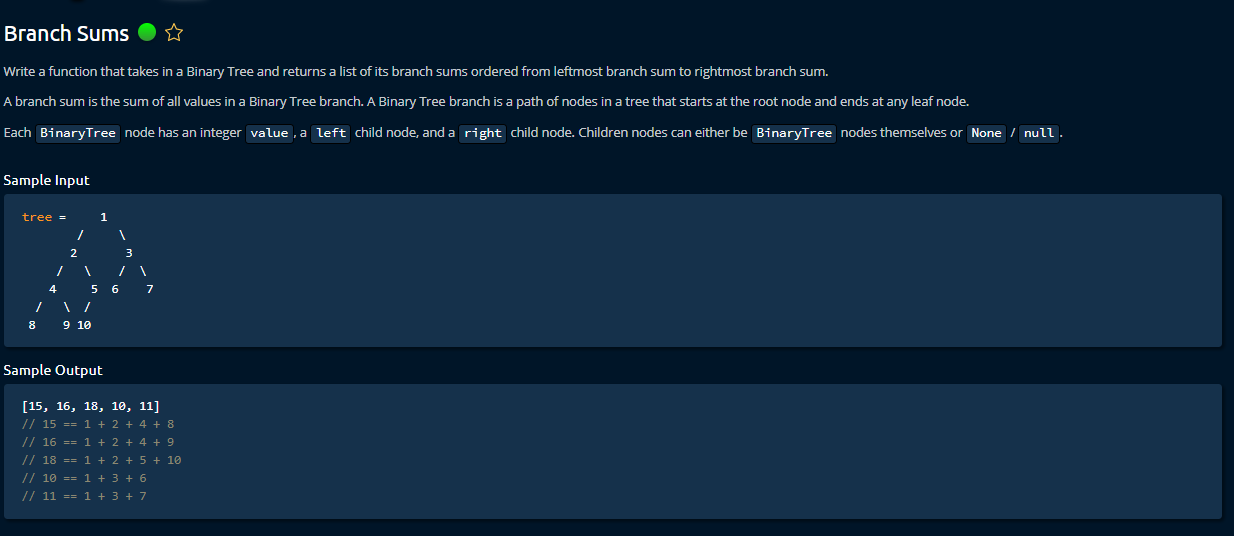 Branch Sums
Write a function that takes in a Binary Tree and returns a list of its branch sums ordered from leftmost branch sum to rightmost branch sum.
A branch sum is the sum of all values in a Binary Tree branch. A Binary Tree branch is a path of nodes in a tree that starts at the root node and ends at any leaf node.
Each BinaryTree node has an integer value, a left child node, and a right child node. Children nodes can either be BinaryTree nodes themselves or None / null.
Sample Input
tree =     1
        /     \
       2       3
     /   \    /  \
    4     5  6    7
  /   \  /
 8    9 10
Sample Output
[15, 16, 18, 10, 11]
// 15 == 1 + 2 + 4 + 8
// 16 == 1 + 2 + 4 + 9
// 18 == 1 + 2 + 5 + 10
// 10 == 1 + 3 + 6
// 11 == 1 + 3 + 7